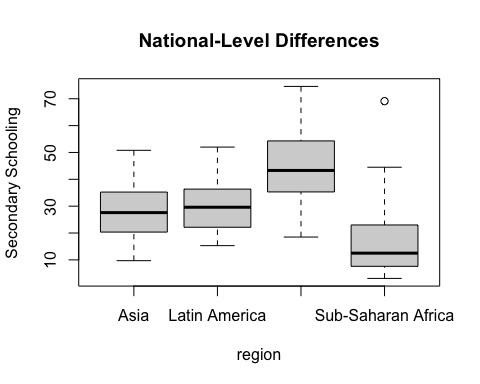 National-Level Differences
Secondary Schooling
70
50
30
10
Asia Latin America Sub-Saharan Africa
region